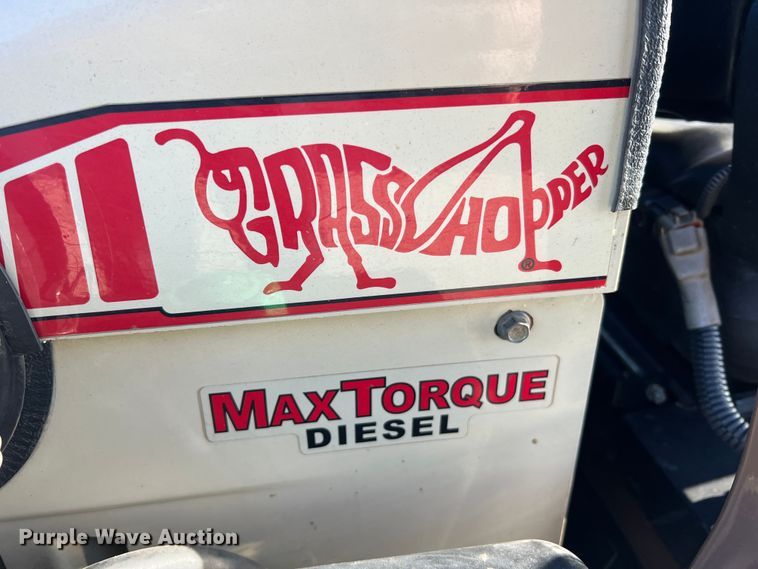 GRASSHOPPER
®
MAXTORQUE
DIESEL
Purple Wave Auction